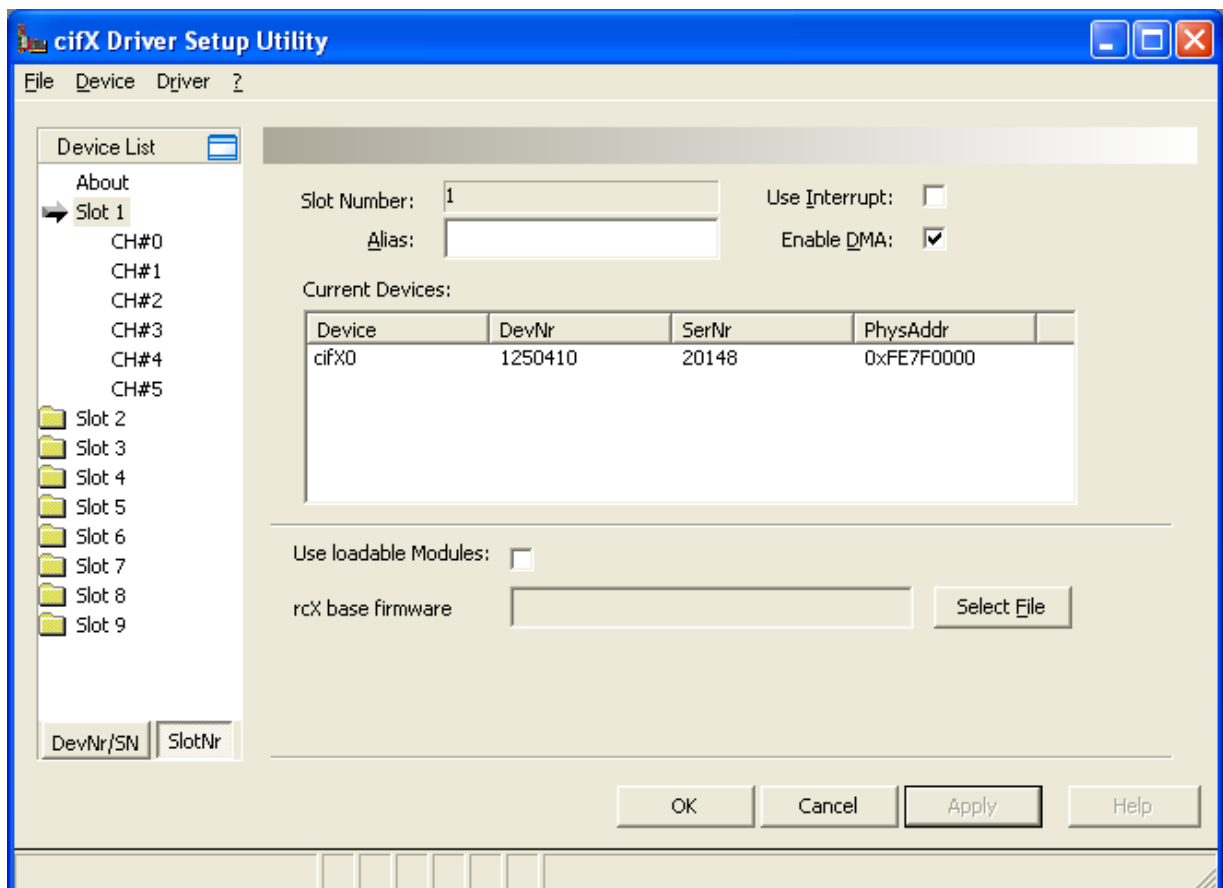 cifX Driver Setup Utility
File Device Driver ?
Device List
About
Slot 1
CH#0
CH#1
CH#2
CH#3
CH#4
CH#5
Slot 2
Slot 3
Slot 4
Slot 5
Slot 6
Slot 7
Slot 8
Slot 9
DevNr/SN SlotNr
Slot Number: 1 Use Interrupt:
Alias: Enable DMA:
Current Devices:
Device DevNr SerNr PhysAddr
cifX0 1250410 20148 0xFE7F0000
Use loadable Modules:
rcX base firmware Select File
OK Cancel Apply Help